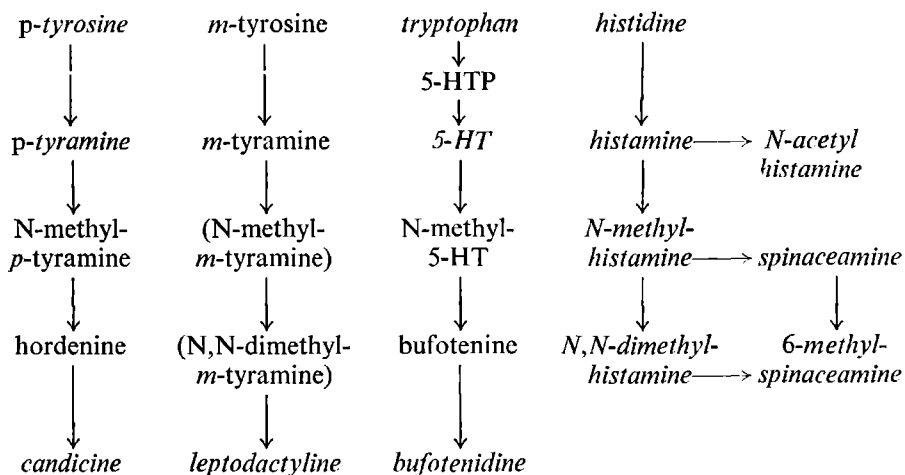 p-tyrosine m-tyrosine tryptophan histidine
5-HTP
p-tyramine m-tyramine 5-HT histamine → N-acetyl
histamine
N-methyl- (N-methyl- N-methyl- N-methyl-
p-tyramine m-tyramine) 5-HT histamine → spinaceamine
hordenine (N,N-dimethyl- bufotenine N,N-dimethyl- 6-methyl-
m-tyramine) histamine → spinaceamine
candicine leptodactyline bufotenidine